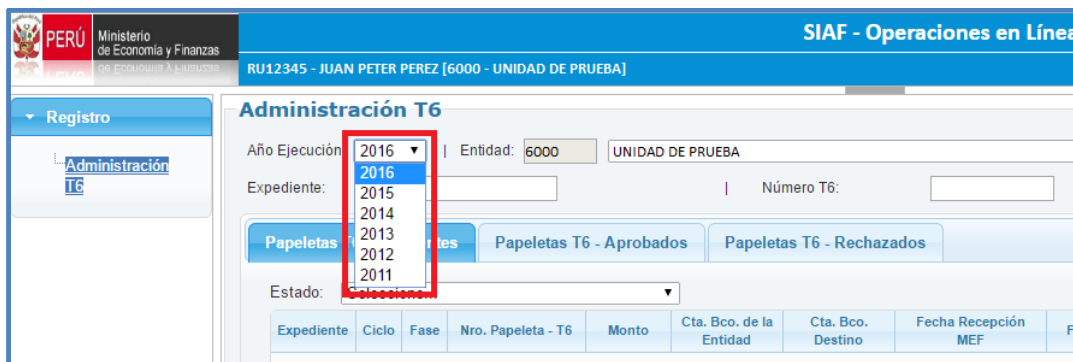 PERÚ
Ministerio
de Economía y Finanzas
SIAF - Operaciones en Línea
RU12345 - JUAN PETER PEREZ [6000 - UNIDAD DE PRUEBA]
Registro
Administración
T6
Administración T6
Año Ejecución 2016 | Entidad: 6000 UNIDAD DE PRUEBA
2016
2015
2014
2013
2012
2011
Expediente: | Número T6:
Papeletas Papeletas T6 - Aprobados Papeletas T6 - Rechazados
Estado:
Expediente Ciclo Fase Nro. Papeleta - T6 Monto Cta. Bco. de la Entidad Cta. Bco. Destino Fecha Recepción MEF